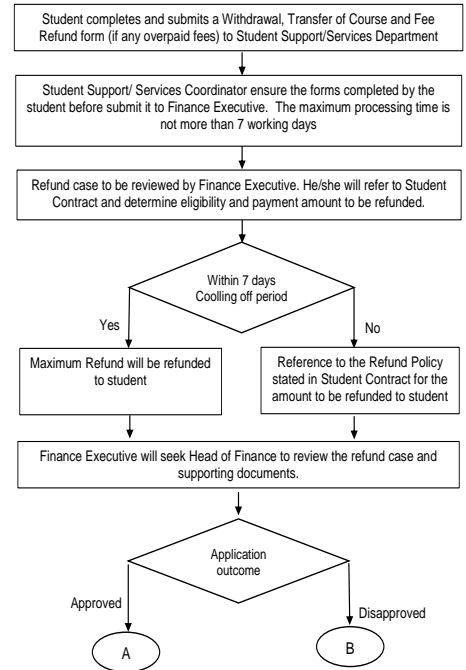 Student completes and submits a Withdrawal, Transfer of Course and Fee
Refund form (if any overpaid fees) to Student Support/Services Department
Student Support/ Services Coordinator ensure the forms completed by the
student before submit it to Finance Executive. The maximum processing time is
not more than 7 working days
Refund case to be reviewed by Finance Executive. He/she will refer to Student
Contract and determine eligibility and payment amount to be refunded.
Within 7 days
Coolling off period
Yes
No
Maximum Refund will be refunded
to student
Reference to the Refund Policy
stated in Student Contract for the
amount to be refunded to student
Finance Executive will seek Head of Finance to review the refund case and
supporting documents.
Application
outcome
Approved
Disapproved
A
B